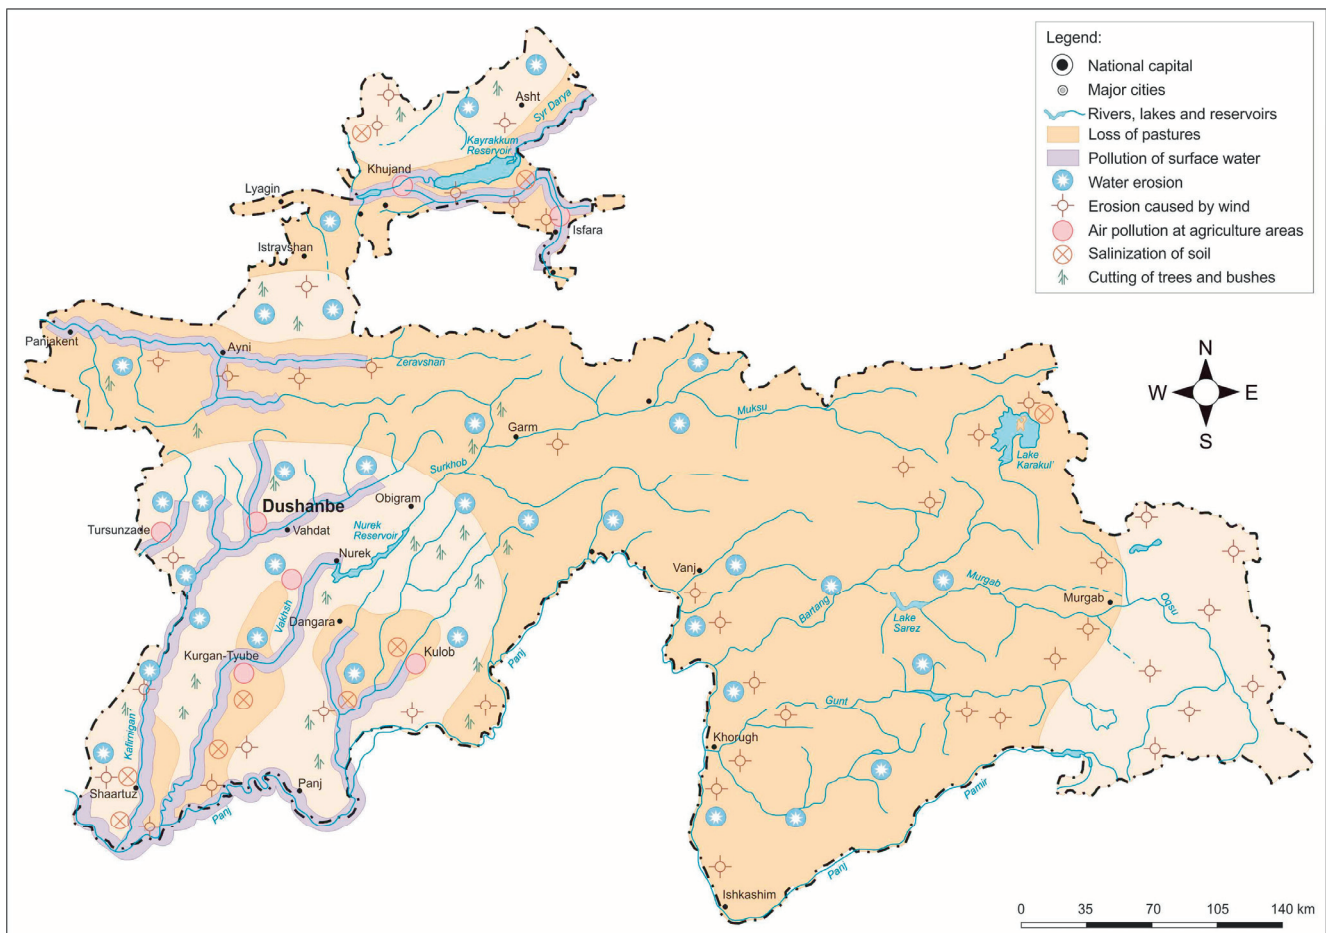 Legend:
National capital
Major cities
Rivers, lakes and reservoirs
Loss of pastures
Pollution of surface water
Water erosion
Erosion caused by wind
Air pollution at agriculture areas
Salinization of soil
Cutting of trees and bushes
Asht
Syr Darya
Kayrakkum
Reservoir
Khujand
Lyagin
Isfara
Istravshan
Panjakent
Ayni
Zeravshan
Muksu
Garm
Surkhob
Lake
Karakul'
N
W
E
S
Obigram
Dushanbe
Tursunzade
Vahdat
Nurek
Reservoir
Nurek
Vanj
Murgab
Bartang
Lake
Sarez
Murgab
Oqsu
Vakhsh
Dangara
Kurgan-Tyube
Kulob
Panj
Kafirnigan
Gunt
Khorugh
Shaartuz
Panj
Panj
Pamir
Panj
Ishkashim
0 35 70 105 140 km